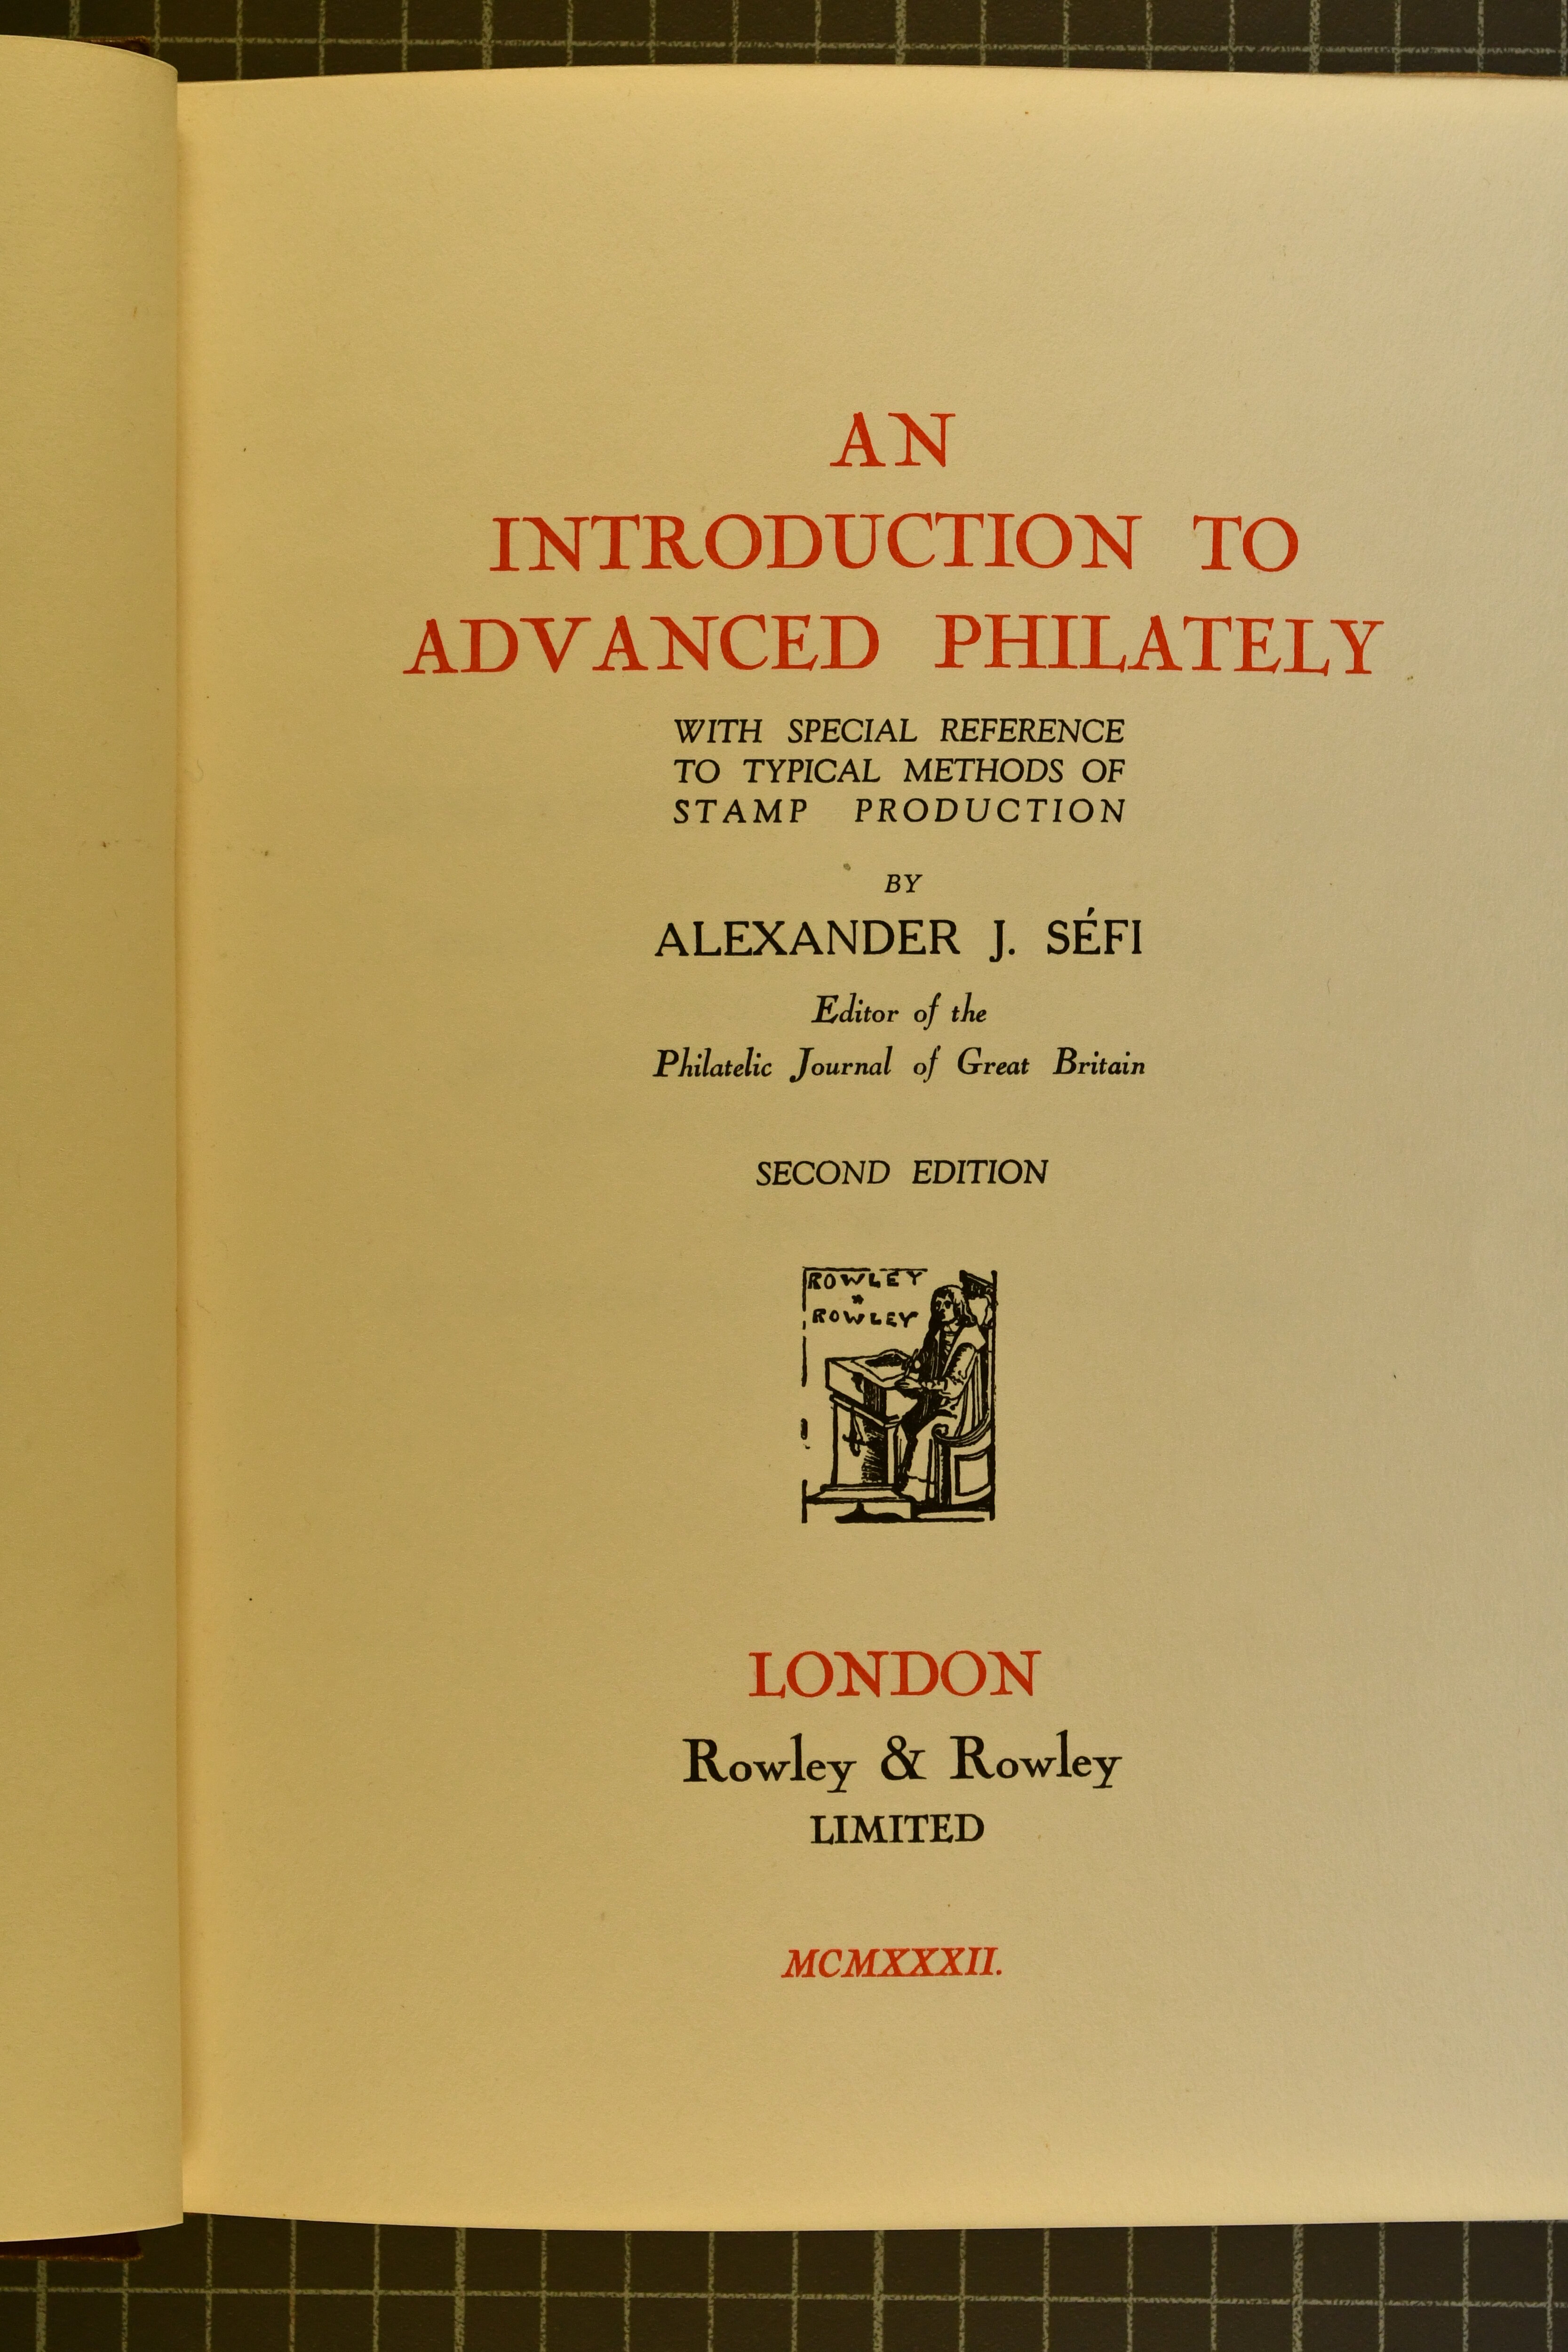 AN
INTRODUCTION TO
ADVANCED PHILATELY
WITH SPECIAL REFERENCE
TO TYPICAL METHODS OF
STAMP PRODUCTION
BY
ALEXANDER J. SÉFI
Editor of the
Philatelic Journal of Great Britain
SECOND EDITION
ROWLEY
ROWLEY
LONDON
Rowley & Rowley
LIMITED
MCMXXXII.